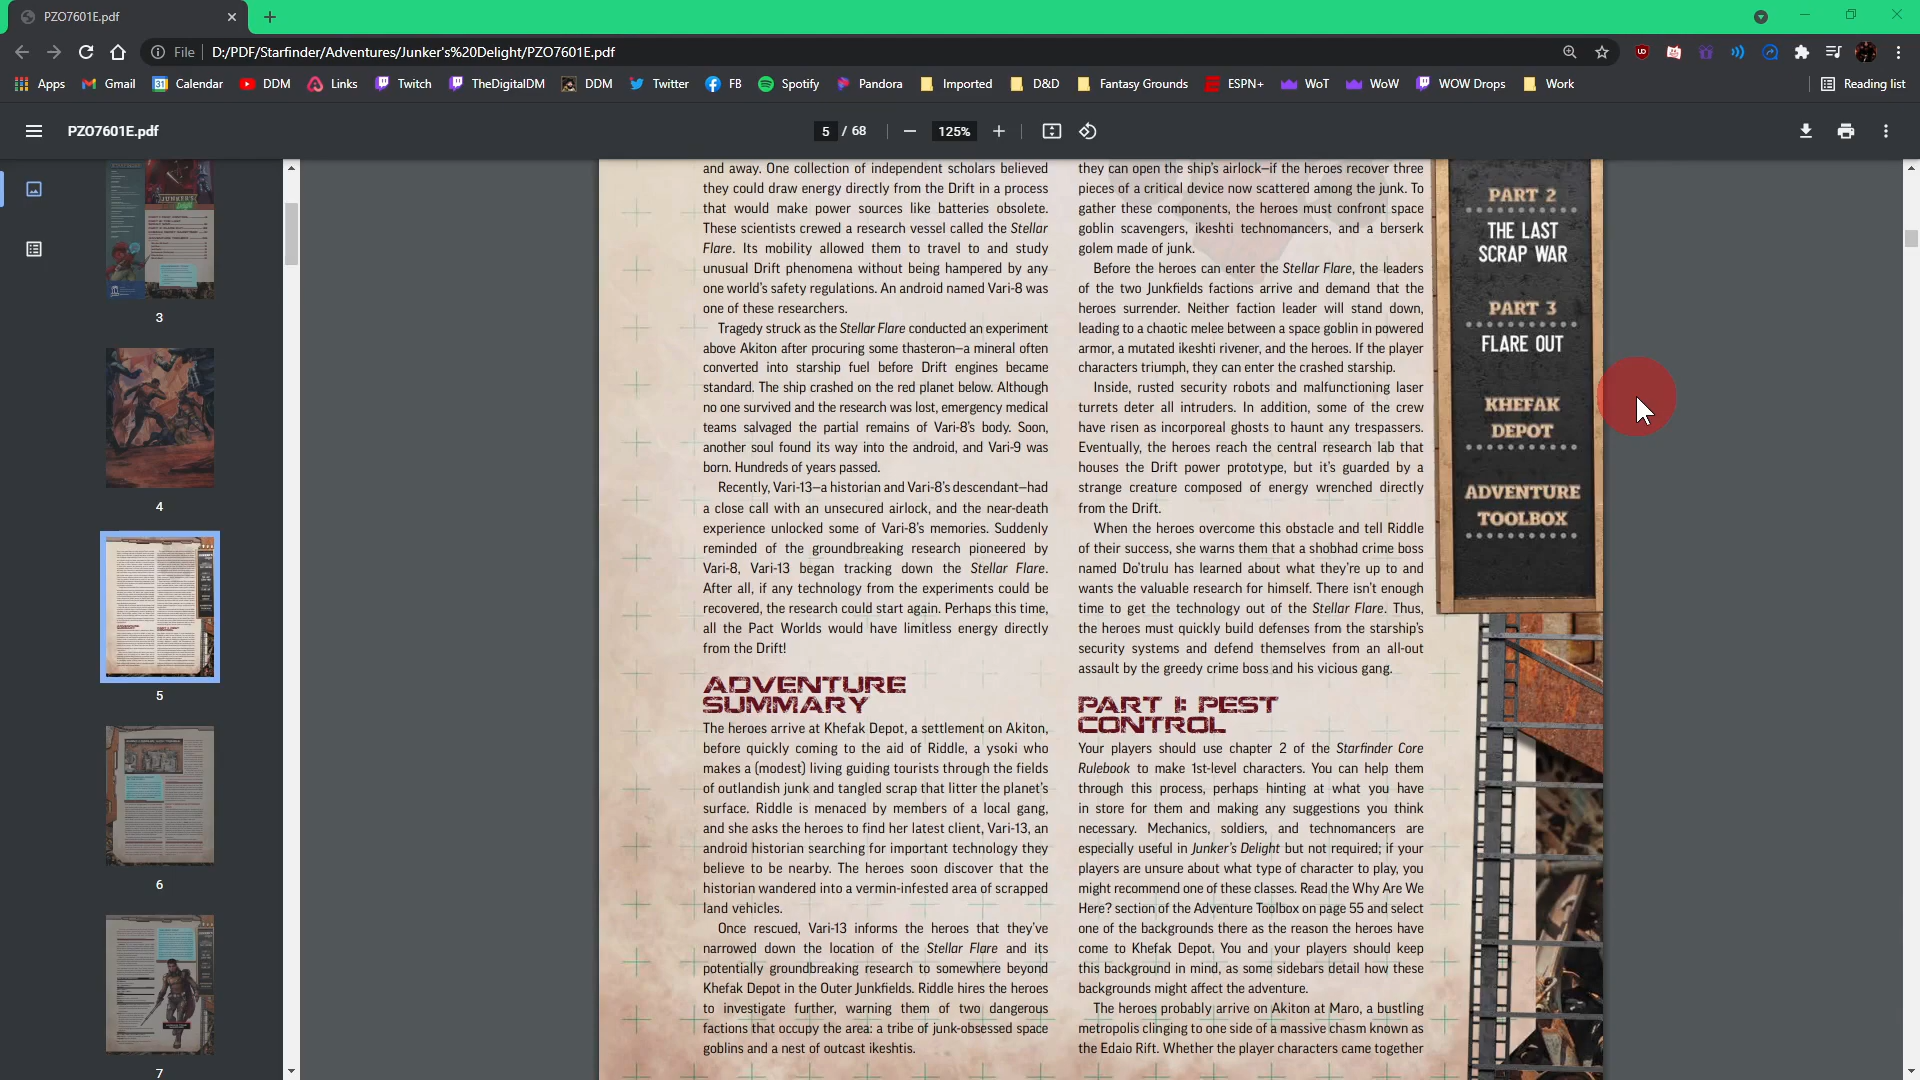 PZO7601E.pdf
File
D:/PDF/Starfinder/Adventures/Junker's%20Delight/PZO7601E.pdf
Apps
Gmail
Calendar
DDM
Links
Twitch
TheDigitalDM
DDM
Twitter
FB
Spotify
Pandora
Imported
D&D
Fantasy Grounds
ESPN+
WoT
WoW
WOW Drops
Work
Reading list
PZO7601E.pdf
5 / 68
125%
3
4
5
6
7
and away. One collection of independent scholars believed
they could draw energy directly from the Drift in a process
that would make power sources like batteries obsolete.
These scientists crewed a research vessel called the Stellar
Flare. Its mobility allowed them to travel to and study
unusual Drift phenomena without being hampered by any
one world's safety regulations. An android named Vari-8 was
one of these researchers.
Tragedy struck as the Stellar Flare conducted an experiment
above Akiton after procuring some thasteron—a mineral often
converted into starship fuel before Drift engines became
standard. The ship crashed on the red planet below. Although
no one survived and the research was lost, emergency medical
teams salvaged the partial remains of Vari-8's body. Soon,
another soul found its way into the android, and Vari-9 was
born. Hundreds of years passed.
Recently, Vari-13—a historian and Vari-8's descendant—had
a close call with an unsecured airlock, and the near-death
experience unlocked some of Vari-8's memories. Suddenly
reminded of the groundbreaking research pioneered by
Vari-8, Vari-13 began tracking down the Stellar Flare.
After all, if any technology from the experiments could be
recovered, the research could start again. Perhaps this time,
all the Pact Worlds would have limitless energy directly
from the Drift!
ADVENTURE
SUMMARY
The heroes arrive at Khefak Depot, a settlement on Akiton,
before quickly coming to the aid of Riddle, a ysoki who
makes a (modest) living guiding tourists through the fields
of outlandish junk and tangled scrap that litter the planet's
surface. Riddle is menaced by members of a local gang,
and she asks the heroes to find her latest client, Vari-13, an
android historian searching for important technology they
believe to be nearby. The heroes soon discover that the
historian wandered into a vermin-infested area of scrapped
land vehicles.
Once rescued, Vari-13 informs the heroes that they've
narrowed down the location of the Stellar Flare and its
potentially groundbreaking research to somewhere beyond
Khefak Depot in the Outer Junkfields. Riddle hires the heroes
to investigate further, warning them of two dangerous
factions that occupy the area: a tribe of junk-obsessed space
goblins and a nest of outcast ikeshtis.
they can open the ship's airlock—if the heroes recover three
pieces of a critical device now scattered among the junk. To
gather these components, the heroes must confront space
goblin scavengers, ikeshti technomancers, and a berserk
golem made of junk.
Before the heroes can enter the Stellar Flare, the leaders
of the two Junkfields factions arrive and demand that the
heroes surrender. Neither faction leader will stand down,
leading to a chaotic melee between a space goblin in powered
armor, a mutated ikeshti rivener, and the heroes. If the player
characters triumph, they can enter the crashed starship.
Inside, rusted security robots and malfunctioning laser
turrets deter all intruders. In addition, some of the crew
have risen as incorporeal ghosts to haunt any trespassers.
Eventually, the heroes reach the central research lab that
houses the Drift power prototype, but it's guarded by a
strange creature composed of energy wrenched directly
from the Drift.
When the heroes overcome this obstacle and tell Riddle
of their success, she warns them that a shobhad crime boss
named Do'trulu has learned about what they're up to and
wants the valuable research for himself. There isn't enough
time to get the technology out of the Stellar Flare. Thus,
the heroes must quickly build defenses from the starship's
security systems and defend themselves from an all-out
assault by the greedy crime boss and his vicious gang.
PART 1: PEST
CONTROL
Your players should use chapter 2 of the Starfinder Core
Rulebook to make 1st-level characters. You can help them
through this process, perhaps hinting at what you have
in store for them and making any suggestions you think
necessary. Mechanics, soldiers, and technomancers are
especially useful in Junker's Delight but not required; if your
players are unsure about what type of character to play, you
might recommend one of these classes. Read the Why Are We
Here? section of the Adventure Toolbox on page 55 and select
one of the backgrounds there as the reason the heroes have
come to Khefak Depot. You and your players should keep
this background in mind, as some sidebars detail how these
backgrounds might affect the adventure.
The heroes probably arrive on Akiton at Maro, a bustling
metropolis clinging to one side of a massive chasm known as
the Edaio Rift. Whether the player characters came together
PART 2
THE LAST
SCRAP WAR
PART 3
FLARE OUT
KHEFAK
DEPOT
ADVENTURE
TOOLBOX